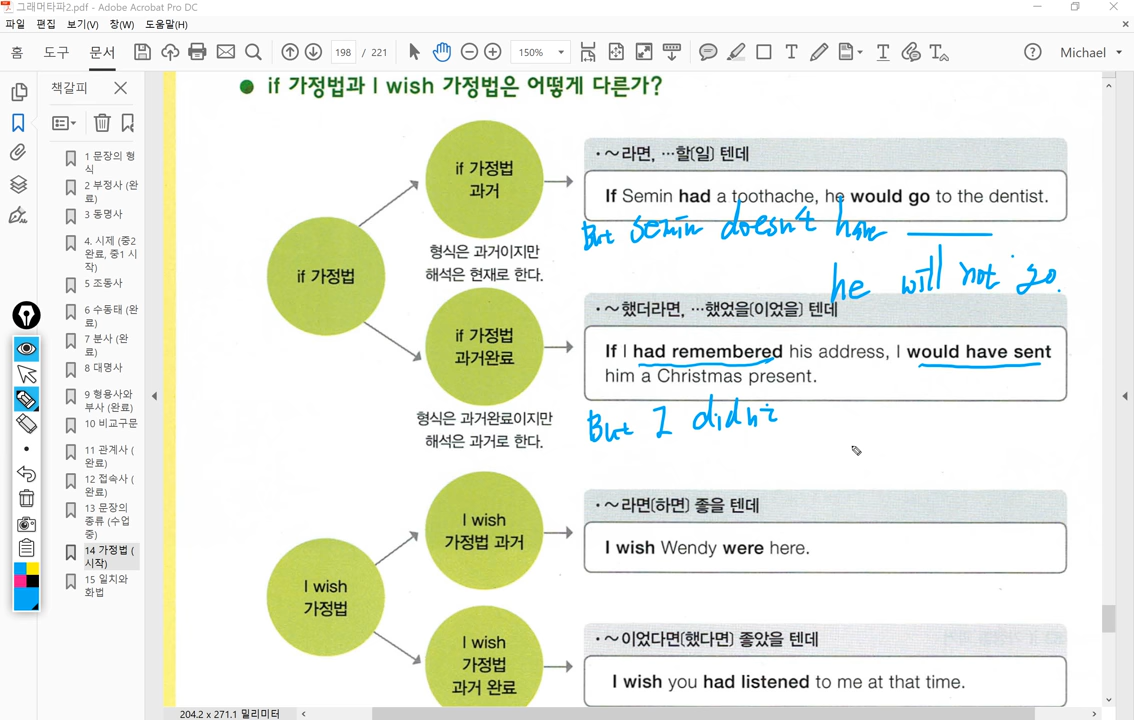 그래머타파2.pdf - Adobe Acrobat Pro DC
파일 편집 보기(V) 창(W) 도움말(H)
홈 도구 문서 198 / 221 150% Michael
책갈피
1 문장의 형식
2 부정사 (완료)
3 동명사
4. 시제 (중2 완료, 중1 시작)
5 조동사
6 수동태 (완료)
7 분사 (완료)
8 대명사
9 형용사와 부사 (완료)
10 비교구문
11 관계사 (완료)
12 접속사 (완료)
13 문장의 종류 (수업중)
14 가정법 (시작)
15 일치와 화법
if 가정법과 I wish 가정법은 어떻게 다른가?
if 가정법
if 가정법
과거
형식은 과거이지만
해석은 현재로 한다.
· ~라면, …할(일) 텐데
If Semin had a toothache, he would go to the dentist.
But Semin doesn't have
he will not go.
if 가정법
과거완료
형식은 과거완료이지만
해석은 과거로 한다.
· ~했더라면, …했었을(이었을) 텐데
If I had remembered his address, I would have sent
him a Christmas present.
But I didn't
I wish
가정법
I wish
가정법 과거
· ~라면(하면) 좋을 텐데
I wish Wendy were here.
I wish
가정법
과거 완료
· ~이었다면(했다면) 좋았을 텐데
I wish you had listened to me at that time.
204.2 x 271.1 밀리미터